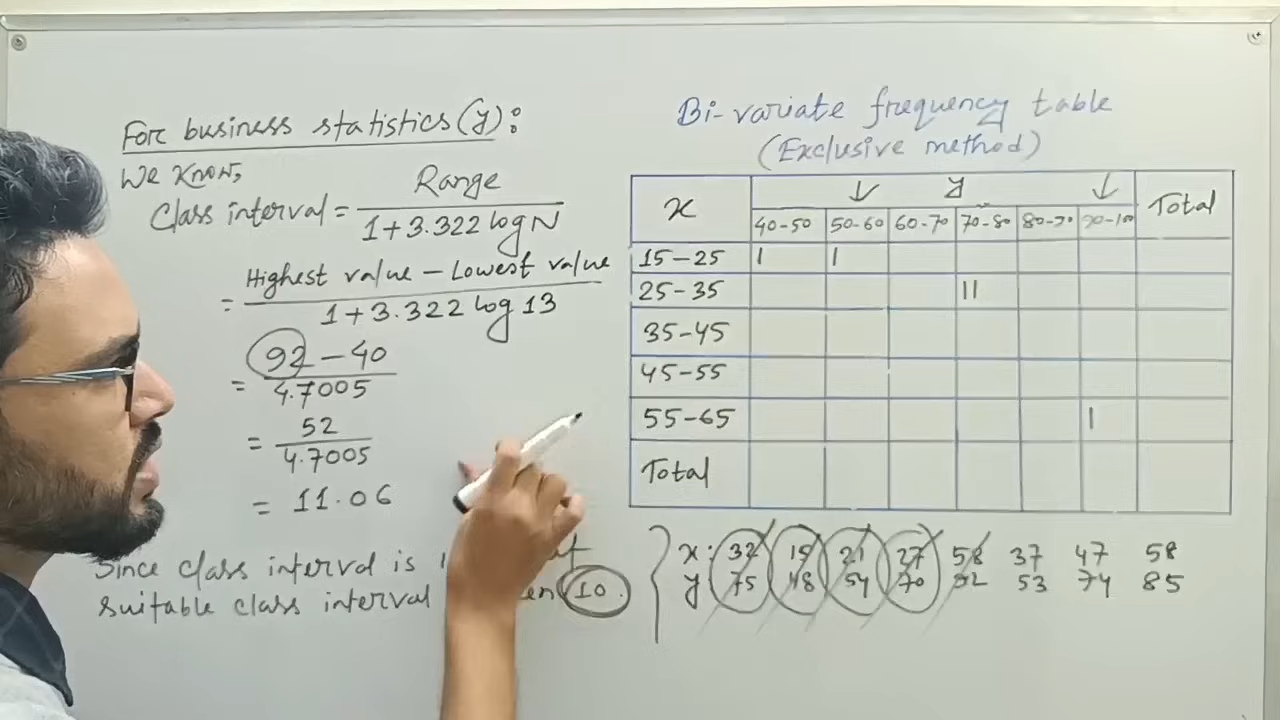 For business statistics (y):
We Know,
Class interval = Range / 1+3.322 log N
= Highest value − Lowest value / 1+3.322 log 13
= 92 − 40 / 4.7005
= 52 / 4.7005
= 11.06
Since class interval is
suitable class interval 10.
Bi-variate frequency table
(Exclusive method)
x y Total
40-50 50-60 60-70 70-80 80-90 90-100
15-25 | |
25-35 ||
35-45
45-55
55-65 |
Total
x: 32 15 21 27 58 37 47 58
y 75 48 54 70 92 53 74 85